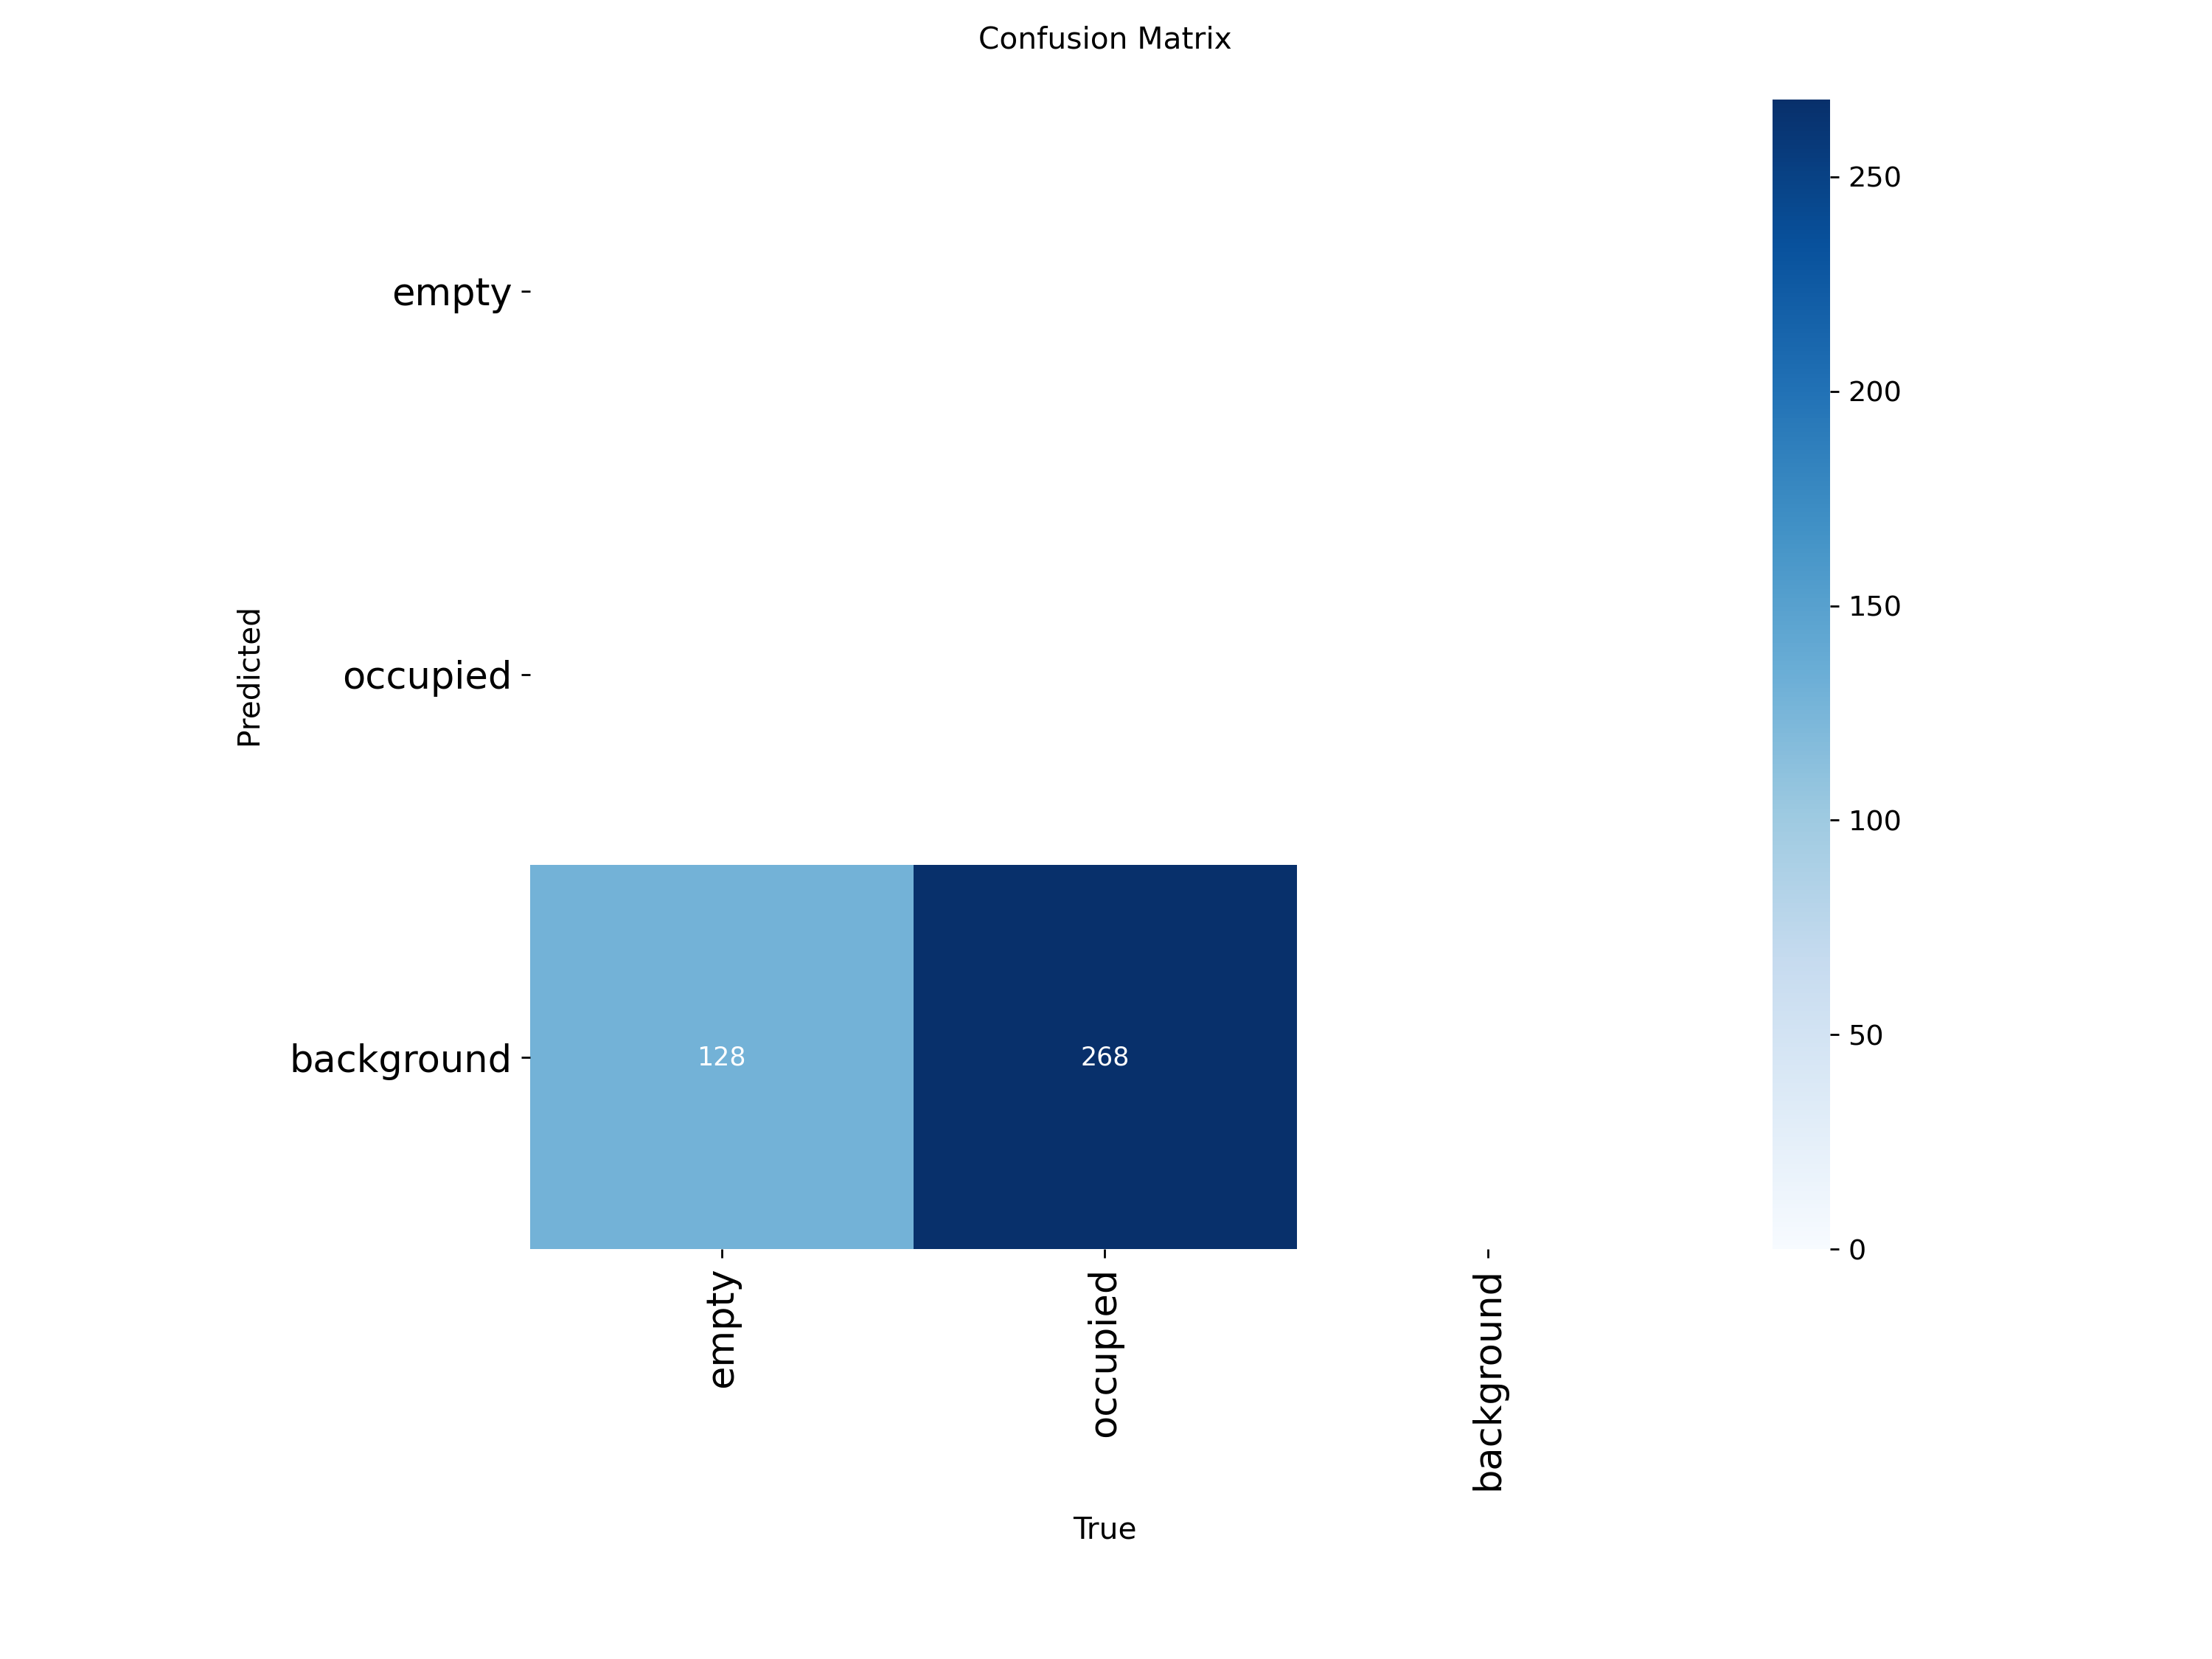 Confusion Matrix
Predicted
empty
occupied
background
128
268
empty
occupied
background
True
250
200
150
100
50
0